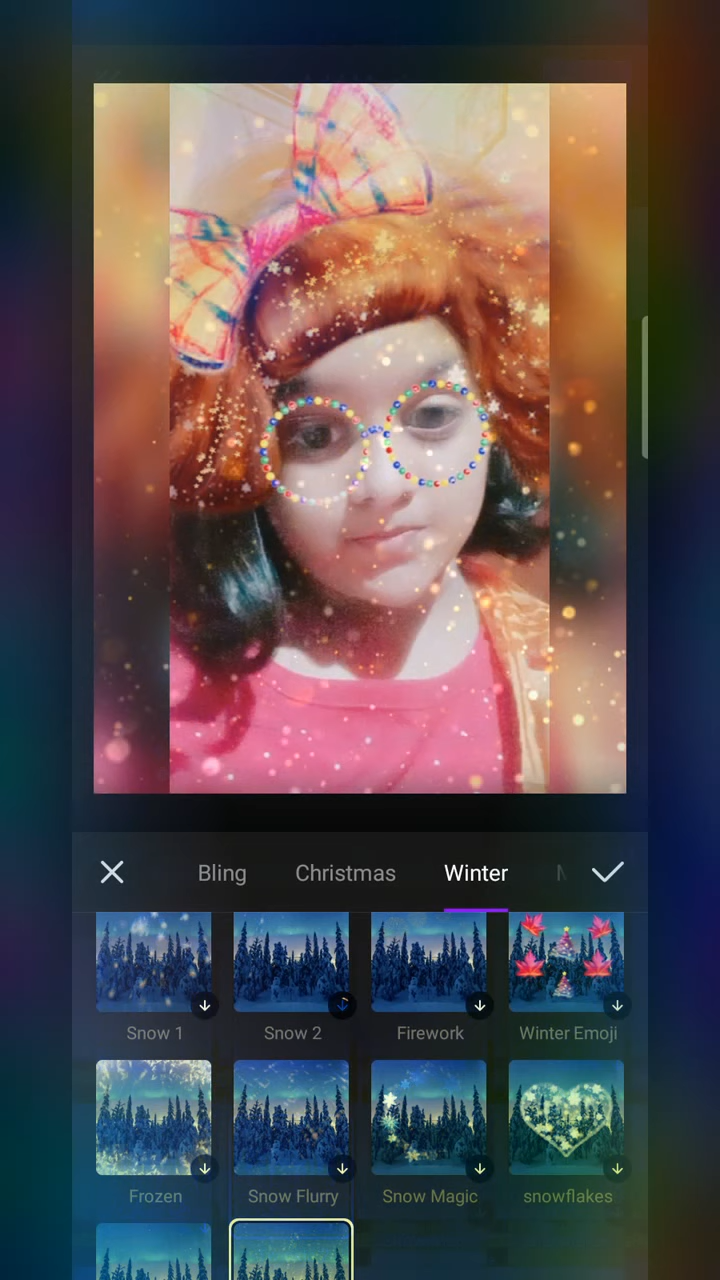 Bling Christmas Winter
Snow 1 Snow 2 Firework Winter Emoji
Frozen Snow Flurry Snow Magic snowflakes